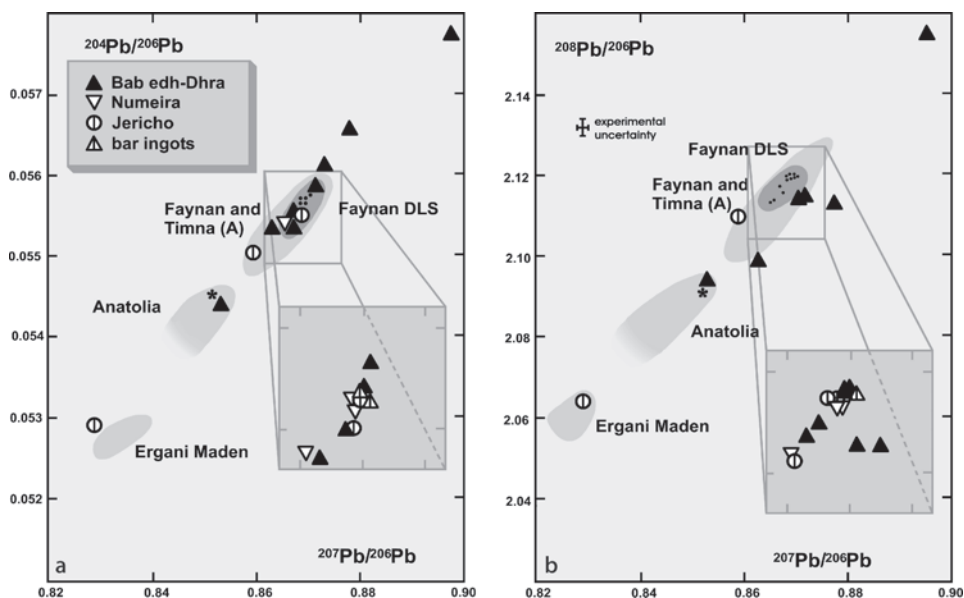 204Pb/206Pb
Bab edh-Dhra
Numeira
Jericho
bar ingots
0.057
0.056
0.055
0.054
0.053
0.052
Faynan and
Timna (A)
Faynan DLS
Anatolia
*
Ergani Maden
a
207Pb/206Pb
0.82
0.84
0.86
0.88
0.90
208Pb/206Pb
2.14
2.12
2.10
2.08
2.06
2.04
experimental
uncertainty
Faynan DLS
Faynan and
Timna (A)
*
Anatolia
Ergani Maden
b
207Pb/206Pb
0.82
0.84
0.86
0.88
0.90